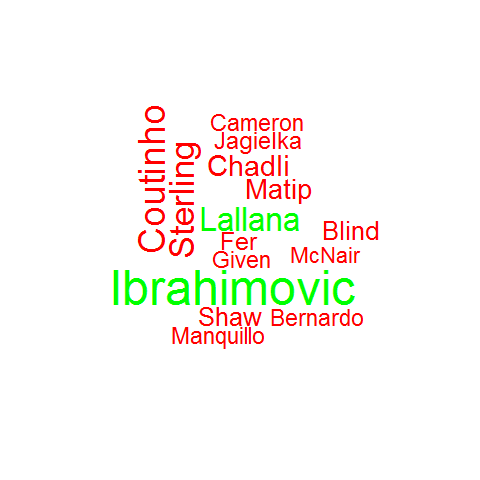 Coutinho
Sterling
Cameron
Jagielka
Chadli
Matip
Lallana
Fer
Blind
Given
McNair
Ibrahimovic
Shaw
Bernardo
Manquillo